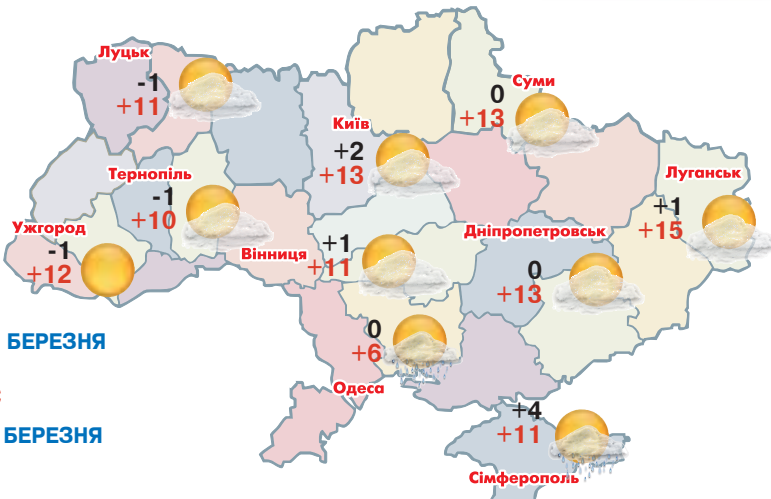 Луцьк
-1
+11
Суми
0
+13
Київ
+2
+13
Тернопіль
-1
+10
Луганськ
+1
+15
Ужгород
-1
+12
Вінниця
+1
+11
Дніпропетровськ
0
+13
БЕРЕЗНЯ
0
+6
Одеса
БЕРЕЗНЯ
+4
+11
Сімферополь